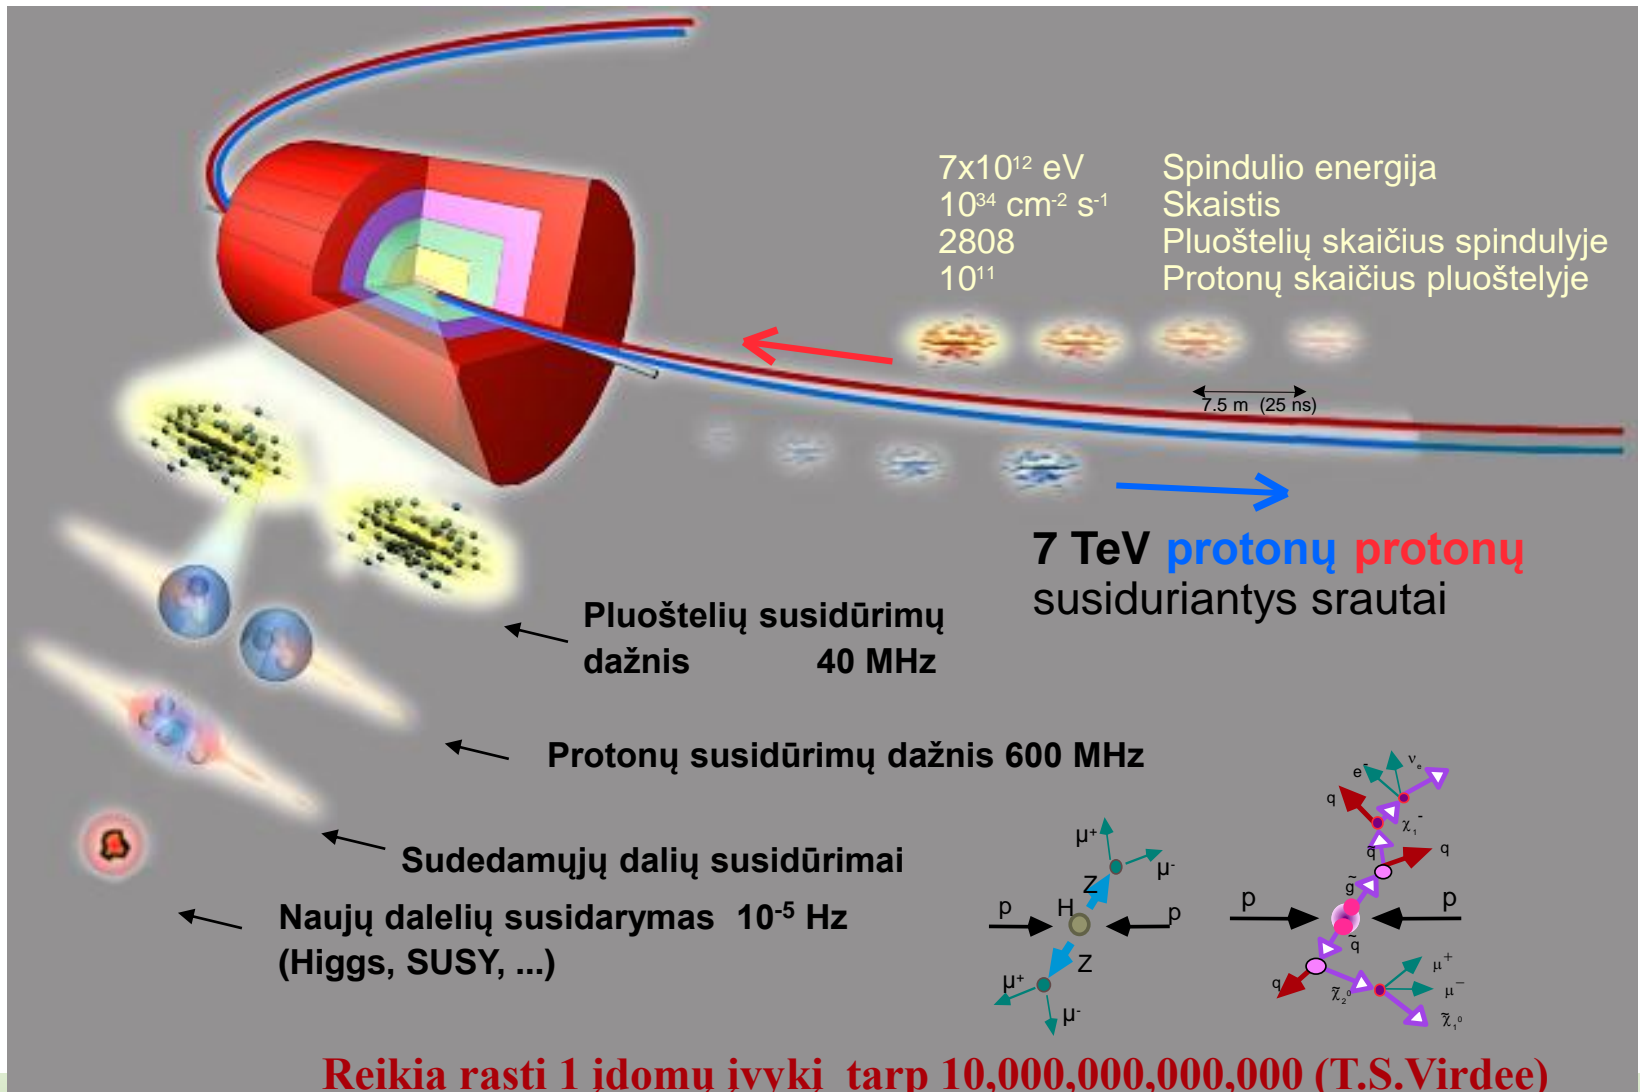 7x10¹² eV Spindulio energija
10³⁴ cm⁻² s⁻¹ Skaistis
2808 Pluoštelių skaičius spindulyje
10¹¹ Protonų skaičius pluoštelyje
7.5 m (25 ns)
7 TeV protonų protonų
susiduriantys srautai
Pluoštelių susidūrimų
dažnis 40 MHz
Protonų susidūrimų dažnis 600 MHz
Sudedamųjų dalių susidūrimai
Naujų dalelių susidarymas 10⁻⁵ Hz
(Higgs, SUSY, ...)
μ⁺
μ⁻
Z
p H p
Z
μ⁺
μ⁻
e⁻ νₑ
q
χ₁⁻
q̃ q
g̃
p p
q̃
q χ̃₂⁰ μ⁺
μ⁻
χ̃₁⁰
Reikia rasti 1 įdomų įvykį tarp 10,000,000,000,000 (T.S.Virdee)